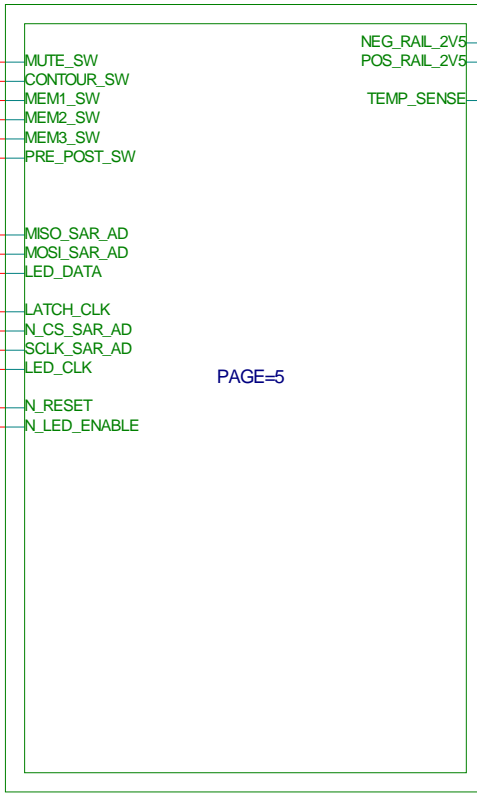 NEG_RAIL_2V5
MUTE_SW
POS_RAIL_2V5
CONTOUR_SW
MEM1_SW
TEMP_SENSE
MEM2_SW
MEM3_SW
PRE_POST_SW
MISO_SAR_AD
MOSI_SAR_AD
LED_DATA
LATCH_CLK
N_CS_SAR_AD
SCLK_SAR_AD
LED_CLK
PAGE=5
N_RESET
N_LED_ENABLE